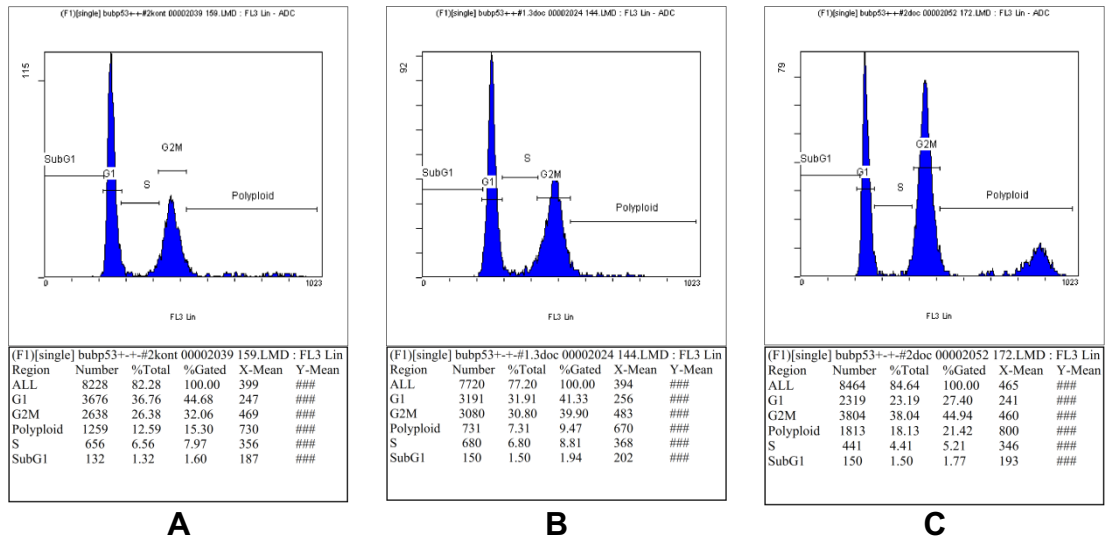 (F1)[single] bubp53+-+-#2kont 00002039 159.LMD : FL3 Lin - ADC
115
SubG1
G1
S
G2M
Polyploid
0
1023
FL3 Lin
(F1)[single] bubp53+-+-#2kont 00002039 159.LMD : FL3 Lin
Region Number %Total %Gated X-Mean Y-Mean
ALL 8228 82.28 100.00 399 ###
G1 3676 36.76 44.68 247 ###
G2M 2638 26.38 32.06 469 ###
Polyploid 1259 12.59 15.30 730 ###
S 656 6.56 7.97 356 ###
SubG1 132 1.32 1.60 187 ###
A
(F1)[single] bubp53+-+-#1.3doc 00002024 144.LMD : FL3 Lin - ADC
92
SubG1
G1
S
G2M
Polyploid
0
1023
FL3 Lin
(F1)[single] bubp53+-+-#1.3doc 00002024 144.LMD : FL3 Lin
Region Number %Total %Gated X-Mean Y-Mean
ALL 7720 77.20 100.00 394 ###
G1 3191 31.91 41.33 256 ###
G2M 3080 30.80 39.90 483 ###
Polyploid 731 7.31 9.47 670 ###
S 680 6.80 8.81 368 ###
SubG1 150 1.50 1.94 202 ###
B
(F1)[single] bubp53+-+-#2doc 00002052 172.LMD : FL3 Lin - ADC
79
SubG1
G1
S
G2M
Polyploid
0
1023
FL3 Lin
(F1)[single] bubp53+-+-#2doc 00002052 172.LMD : FL3 Lin
Region Number %Total %Gated X-Mean Y-Mean
ALL 8464 84.64 100.00 465 ###
G1 2319 23.19 27.40 241 ###
G2M 3804 38.04 44.94 460 ###
Polyploid 1813 18.13 21.42 800 ###
S 441 4.41 5.21 346 ###
SubG1 150 1.50 1.77 193 ###
C